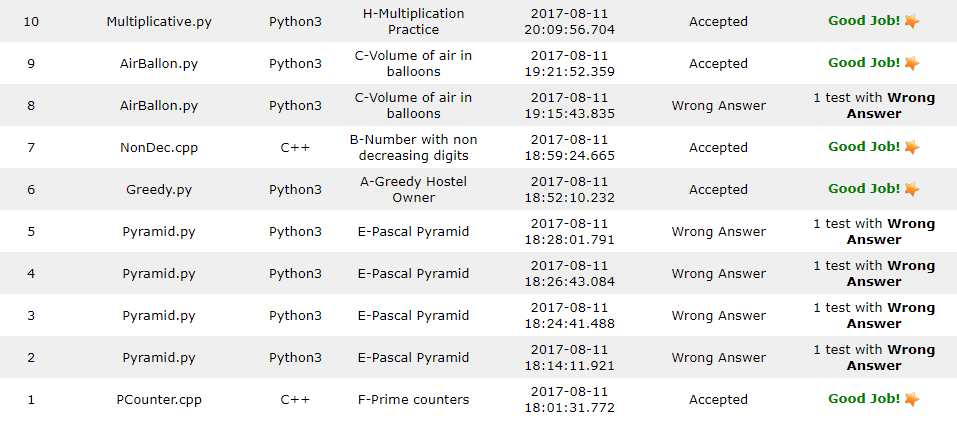 10 Multiplicative.py Python3 H-Multiplication Practice 2017-08-11 20:09:56.704 Accepted Good Job!
9 AirBallon.py Python3 C-Volume of air in balloons 2017-08-11 19:21:52.359 Accepted Good Job!
8 AirBallon.py Python3 C-Volume of air in balloons 2017-08-11 19:15:43.835 Wrong Answer 1 test with Wrong Answer
7 NonDec.cpp C++ B-Number with non decreasing digits 2017-08-11 18:59:24.665 Accepted Good Job!
6 Greedy.py Python3 A-Greedy Hostel Owner 2017-08-11 18:52:10.232 Accepted Good Job!
5 Pyramid.py Python3 E-Pascal Pyramid 2017-08-11 18:28:01.791 Wrong Answer 1 test with Wrong Answer
4 Pyramid.py Python3 E-Pascal Pyramid 2017-08-11 18:26:43.084 Wrong Answer 1 test with Wrong Answer
3 Pyramid.py Python3 E-Pascal Pyramid 2017-08-11 18:24:41.488 Wrong Answer 1 test with Wrong Answer
2 Pyramid.py Python3 E-Pascal Pyramid 2017-08-11 18:14:11.921 Wrong Answer 1 test with Wrong Answer
1 PCounter.cpp C++ F-Prime counters 2017-08-11 18:01:31.772 Accepted Good Job!